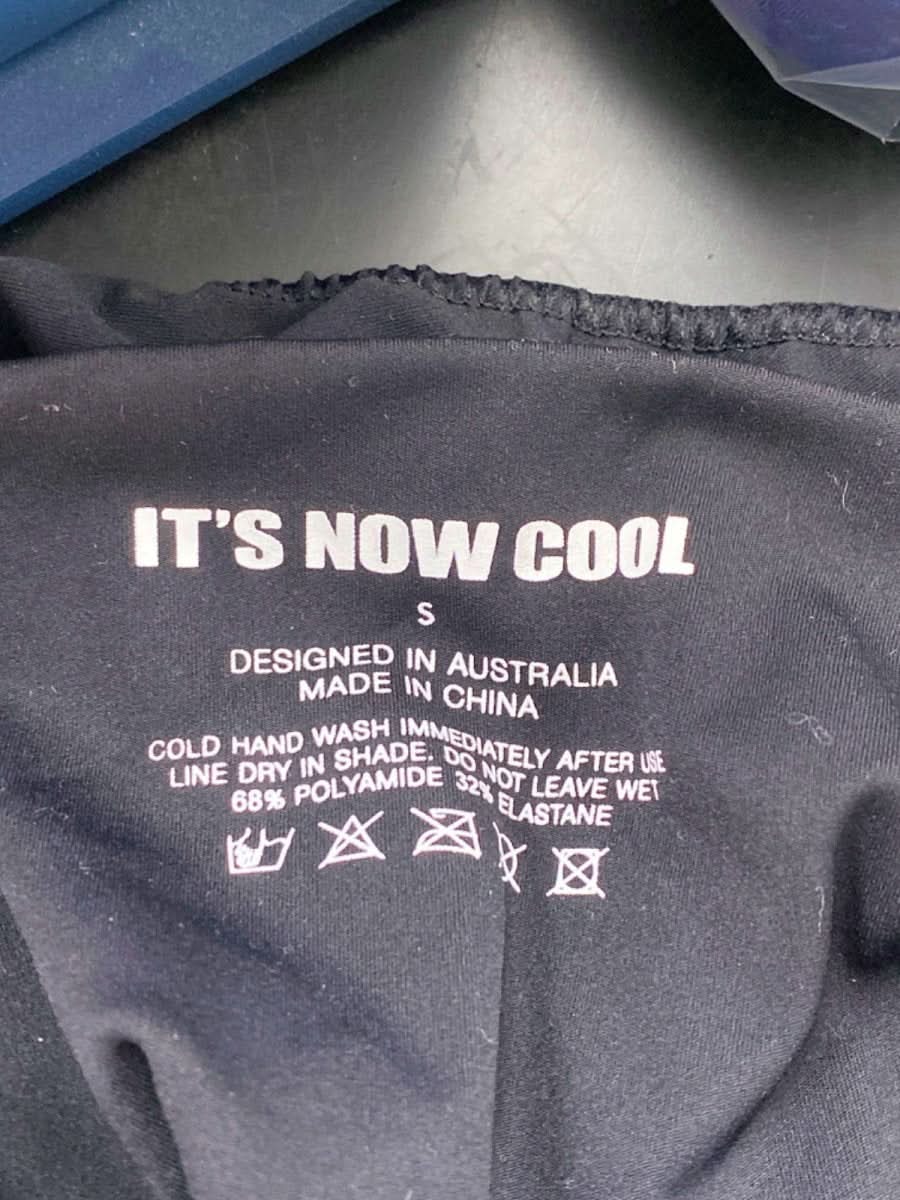 IT'S NOW COOL
S
DESIGNED IN AUSTRALIA
MADE IN CHINA
COLD HAND WASH IMMEDIATELY AFTER USE
LINE DRY IN SHADE. DO NOT LEAVE WET
68% POLYAMIDE 32% ELASTANE